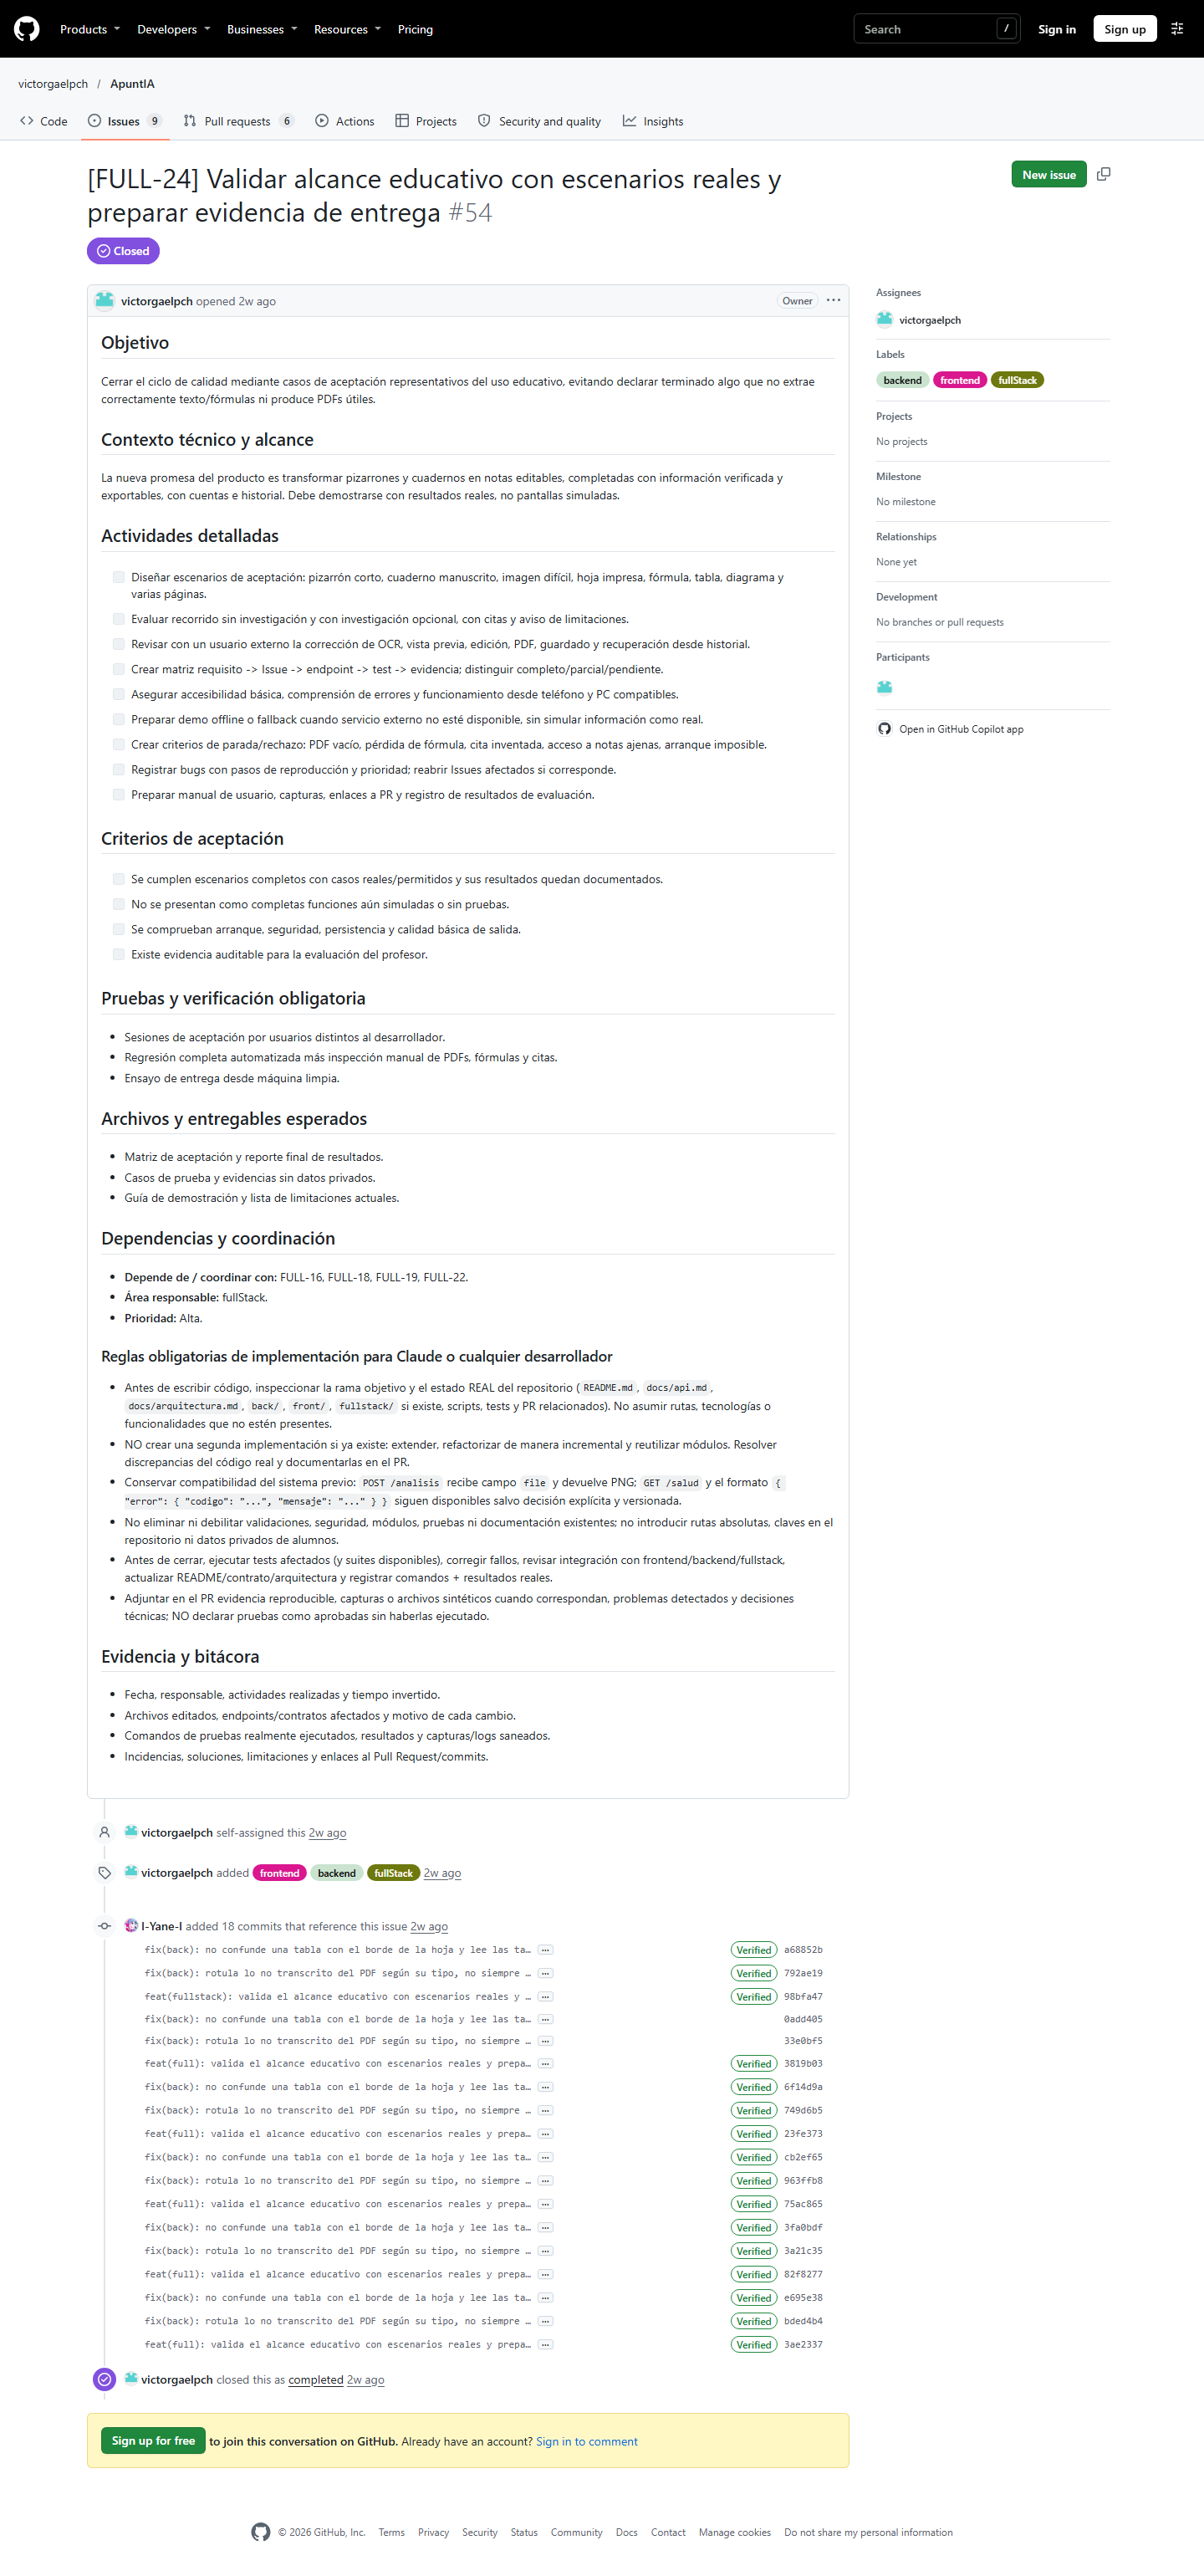 Products
Developers
Businesses
Resources
Pricing
Search
/
Sign in
Sign up
victorgaelpch / ApuntIA
Code
Issues 9
Pull requests 6
Actions
Projects
Security and quality
Insights
[FULL-24] Validar alcance educativo con escenarios reales y
preparar evidencia de entrega #54
New issue
Closed
victorgaelpch opened 2w ago
Owner
Objetivo
Cerrar el ciclo de calidad mediante casos de aceptación representativos del uso educativo, evitando declarar terminado algo que no extrae
correctamente texto/fórmulas ni produce PDFs útiles.
Contexto técnico y alcance
La nueva promesa del producto es transformar pizarrones y cuadernos en notas editables, completadas con información verificada y
exportables, con cuentas e historial. Debe demostrarse con resultados reales, no pantallas simuladas.
Actividades detalladas
Diseñar escenarios de aceptación: pizarrón corto, cuaderno manuscrito, imagen difícil, hoja impresa, fórmula, tabla, diagrama y
varias páginas.
Evaluar recorrido sin investigación y con investigación opcional, con citas y aviso de limitaciones.
Revisar con un usuario externo la corrección de OCR, vista previa, edición, PDF, guardado y recuperación desde historial.
Crear matriz requisito -> Issue -> endpoint -> test -> evidencia; distinguir completo/parcial/pendiente.
Asegurar accesibilidad básica, comprensión de errores y funcionamiento desde teléfono y PC compatibles.
Preparar demo offline o fallback cuando servicio externo no esté disponible, sin simular información como real.
Crear criterios de parada/rechazo: PDF vacío, pérdida de fórmula, cita inventada, acceso a notas ajenas, arranque imposible.
Registrar bugs con pasos de reproducción y prioridad; reabrir Issues afectados si corresponde.
Preparar manual de usuario, capturas, enlaces a PR y registro de resultados de evaluación.
Criterios de aceptación
Se cumplen escenarios completos con casos reales/permitidos y sus resultados quedan documentados.
No se presentan como completas funciones aún simuladas o sin pruebas.
Se comprueban arranque, seguridad, persistencia y calidad básica de salida.
Existe evidencia auditable para la evaluación del profesor.
Pruebas y verificación obligatoria
Sesiones de aceptación por usuarios distintos al desarrollador.
Regresión completa automatizada más inspección manual de PDFs, fórmulas y citas.
Ensayo de entrega desde máquina limpia.
Archivos y entregables esperados
Matriz de aceptación y reporte final de resultados.
Casos de prueba y evidencias sin datos privados.
Guía de demostración y lista de limitaciones actuales.
Dependencias y coordinación
Depende de / coordinar con: FULL-16, FULL-18, FULL-19, FULL-22.
Área responsable: fullStack.
Prioridad: Alta.
Reglas obligatorias de implementación para Claude o cualquier desarrollador
Antes de escribir código, inspeccionar la rama objetivo y el estado REAL del repositorio ( README.md , docs/api.md ,
docs/arquitectura.md , back/ , front/ , fullstack/ si existe, scripts, tests y PR relacionados). No asumir rutas, tecnologías o
funcionalidades que no estén presentes.
NO crear una segunda implementación si ya existe: extender, refactorizar de manera incremental y reutilizar módulos. Resolver
discrepancias del código real y documentarlas en el PR.
Conservar compatibilidad del sistema previo: POST /analisis recibe campo file y devuelve PNG; GET /salud y el formato {
"error": { "codigo": "...", "mensaje": "..." } } siguen disponibles salvo decisión explícita y versionada.
No eliminar ni debilitar validaciones, seguridad, módulos, pruebas ni documentación existentes; no introducir rutas absolutas, claves en el
repositorio ni datos privados de alumnos.
Antes de cerrar, ejecutar tests afectados (y suites disponibles), corregir fallos, revisar integración con frontend/backend/fullstack,
actualizar README/contrato/arquitectura y registrar comandos + resultados reales.
Adjuntar en el PR evidencia reproducible, capturas o archivos sintéticos cuando correspondan, problemas detectados y decisiones
técnicas; NO declarar pruebas como aprobadas sin haberlas ejecutado.
Evidencia y bitácora
Fecha, responsable, actividades realizadas y tiempo invertido.
Archivos editados, endpoints/contratos afectados y motivo de cada cambio.
Comandos de pruebas realmente ejecutados, resultados y capturas/logs saneados.
Incidencias, soluciones, limitaciones y enlaces al Pull Request/commits.
Assignees
victorgaelpch
Labels
backend frontend fullStack
Projects
No projects
Milestone
No milestone
Relationships
None yet
Development
No branches or pull requests
Participants
Open in GitHub Copilot app
victorgaelpch self-assigned this 2w ago
victorgaelpch added frontend backend fullStack 2w ago
I-Yane-I added 18 commits that reference this issue 2w ago
fix(back): no confunde una tabla con el borde de la hoja y lee las ta… ... Verified a68852b
fix(back): rotula lo no transcrito del PDF según su tipo, no siempre … ... Verified 792ae19
feat(fullstack): valida el alcance educativo con escenarios reales y … ... Verified 98bfa47
fix(back): no confunde una tabla con el borde de la hoja y lee las ta… ... 0add405
fix(back): rotula lo no transcrito del PDF según su tipo, no siempre … ... 33e0bf5
feat(full): valida el alcance educativo con escenarios reales y prepa… ... Verified 3819b03
fix(back): no confunde una tabla con el borde de la hoja y lee las ta… ... Verified 6f14d9a
fix(back): rotula lo no transcrito del PDF según su tipo, no siempre … ... Verified 749d6b5
feat(full): valida el alcance educativo con escenarios reales y prepa… ... Verified 23fe373
fix(back): no confunde una tabla con el borde de la hoja y lee las ta… ... Verified cb2ef65
fix(back): rotula lo no transcrito del PDF según su tipo, no siempre … ... Verified 963ffb8
feat(full): valida el alcance educativo con escenarios reales y prepa… ... Verified 75ac865
fix(back): no confunde una tabla con el borde de la hoja y lee las ta… ... Verified 3fa0bdf
fix(back): rotula lo no transcrito del PDF según su tipo, no siempre … ... Verified 3a21c35
feat(full): valida el alcance educativo con escenarios reales y prepa… ... Verified 82f8277
fix(back): no confunde una tabla con el borde de la hoja y lee las ta… ... Verified e695e38
fix(back): rotula lo no transcrito del PDF según su tipo, no siempre … ... Verified bded4b4
feat(full): valida el alcance educativo con escenarios reales y prepa… ... Verified 3ae2337
victorgaelpch closed this as completed 2w ago
Sign up for free to join this conversation on GitHub. Already have an account? Sign in to comment
© 2026 GitHub, Inc. Terms Privacy Security Status Community Docs Contact Manage cookies Do not share my personal information